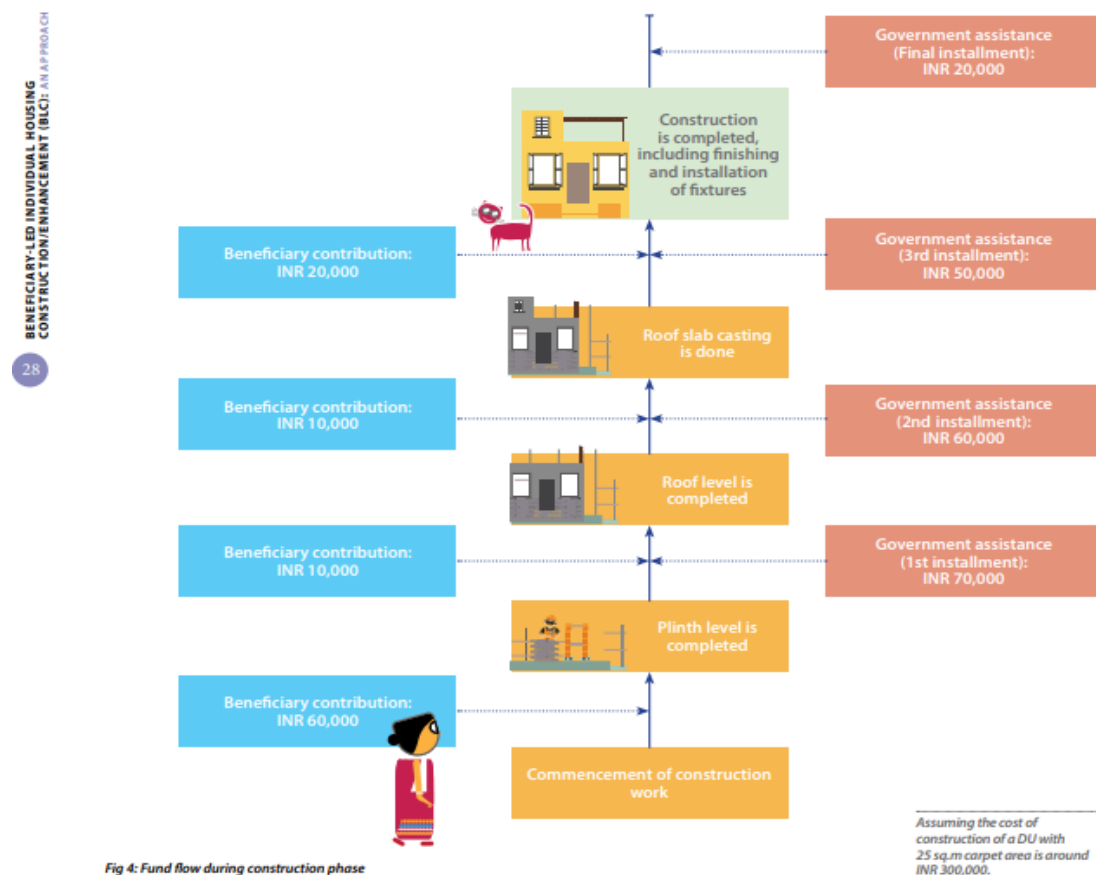 BENEFICIARY-LED INDIVIDUAL HOUSING
CONSTRUCTION/ENHANCEMENT (BLC): AN APPROACH
28
Government assistance
(Final installment):
INR 20,000
Construction
is completed,
including finishing
and installation
of fixtures
Beneficiary contribution:
INR 20,000
Government assistance
(3rd installment):
INR 50,000
Roof slab casting
is done
Beneficiary contribution:
INR 10,000
Government assistance
(2nd installment):
INR 60,000
Roof level is
completed
Beneficiary contribution:
INR 10,000
Government assistance
(1st installment):
INR 70,000
Plinth level is
completed
Beneficiary contribution:
INR 60,000
Commencement of construction
work
Assuming the cost of
construction of a DU with
25 sq.m carpet area is around
INR 300,000.
Fig 4: Fund flow during construction phase